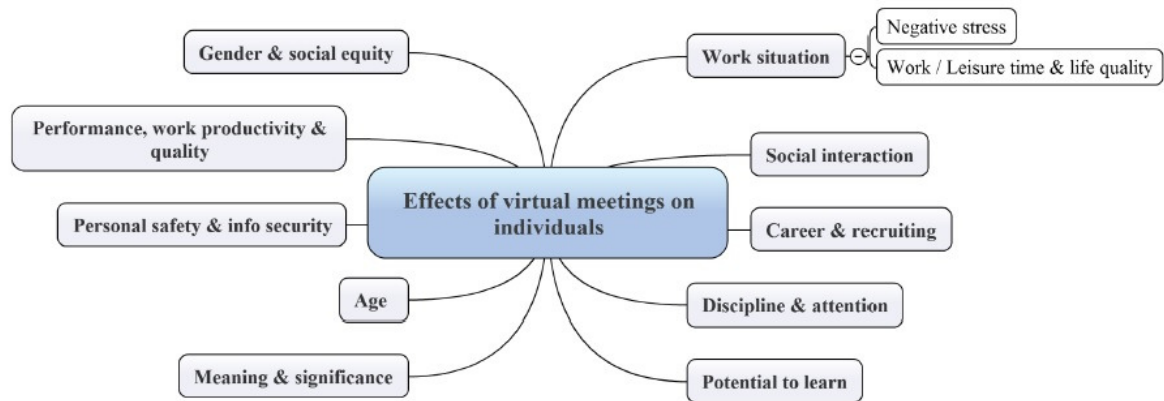 Gender & social equity
Performance, work productivity &
quality
Personal safety & info security
Age
Meaning & significance
Effects of virtual meetings on
individuals
Work situation
Negative stress
Work / Leisure time & life quality
Social interaction
Career & recruiting
Discipline & attention
Potential to learn